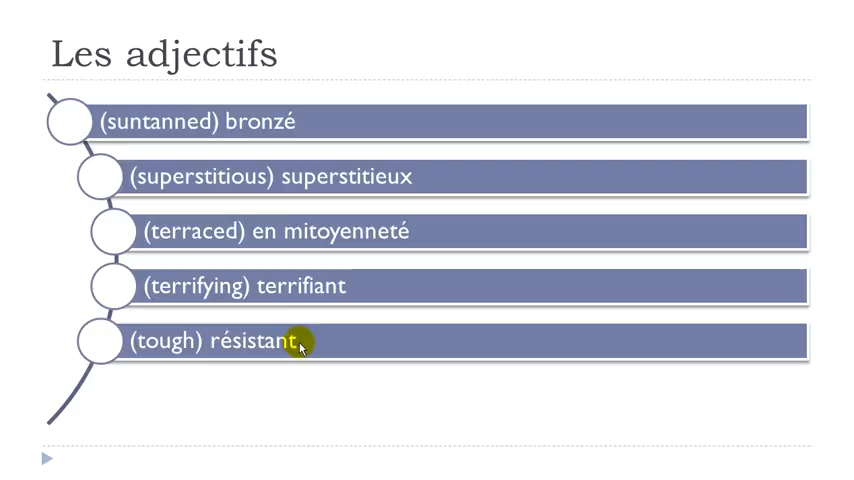 Les adjectifs
(suntanned) bronzé
(superstitious) superstitieux
(terraced) en mitoyenneté
(terrifying) terrifiant
(tough) résistant